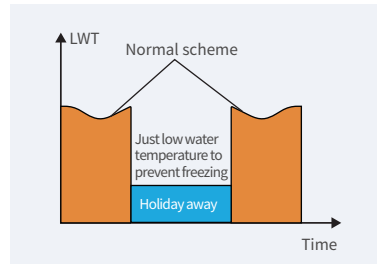 LWT
Normal scheme
Just low water
temperature to
prevent freezing
Holiday away
Time